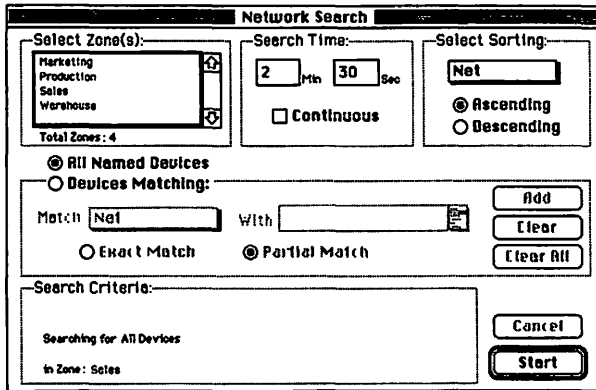 Network Search
Select Zone(s):
Marketing
Production
Sales
Warehouse
Total Zones: 4
Search Time:
2 Min 30 Sec
Continuous
Select Sorting:
Net
Ascending
Descending
All Named Devices
Devices Matching:
Match Net With
Exact Match Partial Match
Add
Clear
Clear All
Search Criteria:
Searching for All Devices
in Zone: Sales
Cancel
Start